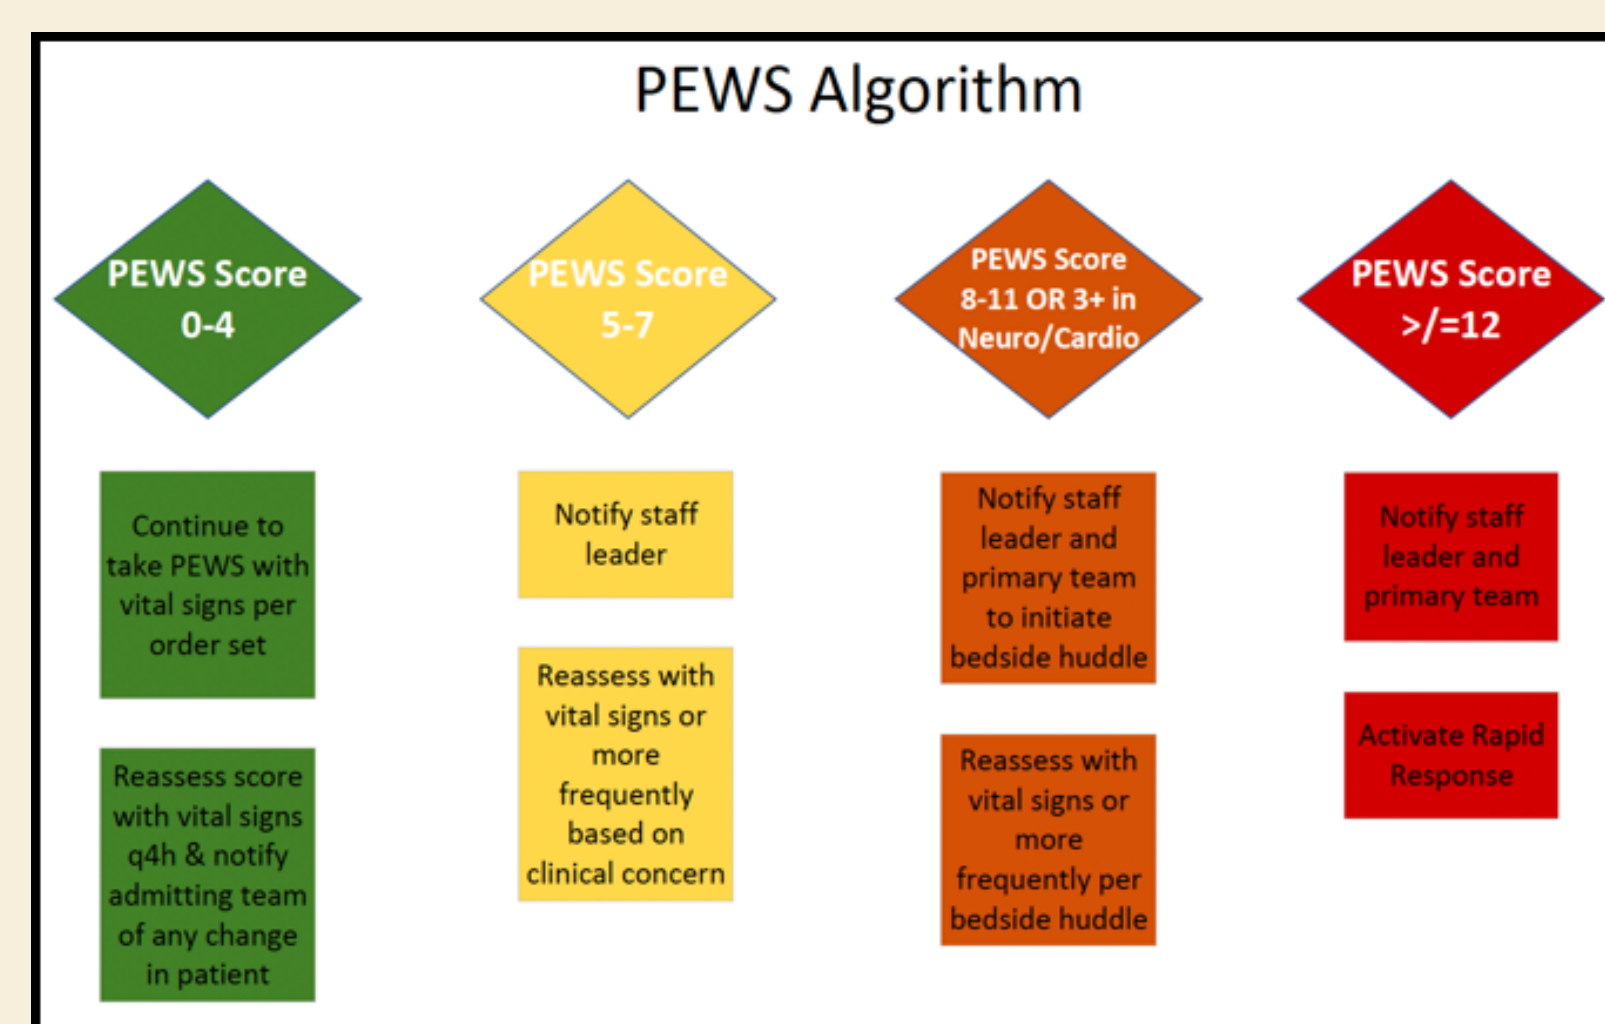 PEWS Algorithm
PEWS Score
0-4
Continue to
take PEWS with
vital signs per
order set
Reassess score
with vital signs
q4h & notify
admitting team
of any change
in patient
PEWS Score
5-7
Notify staff
leader
Reassess with
vital signs or
more
frequently
based on
clinical concern
PEWS Score
8-11 OR 3+ in
Neuro/Cardio
Notify staff
leader and
primary team
to initiate
bedside huddle
Reassess with
vital signs or
more
frequently per
bedside huddle
PEWS Score
>/=12
Notify staff
leader and
primary team
Activate Rapid
Response